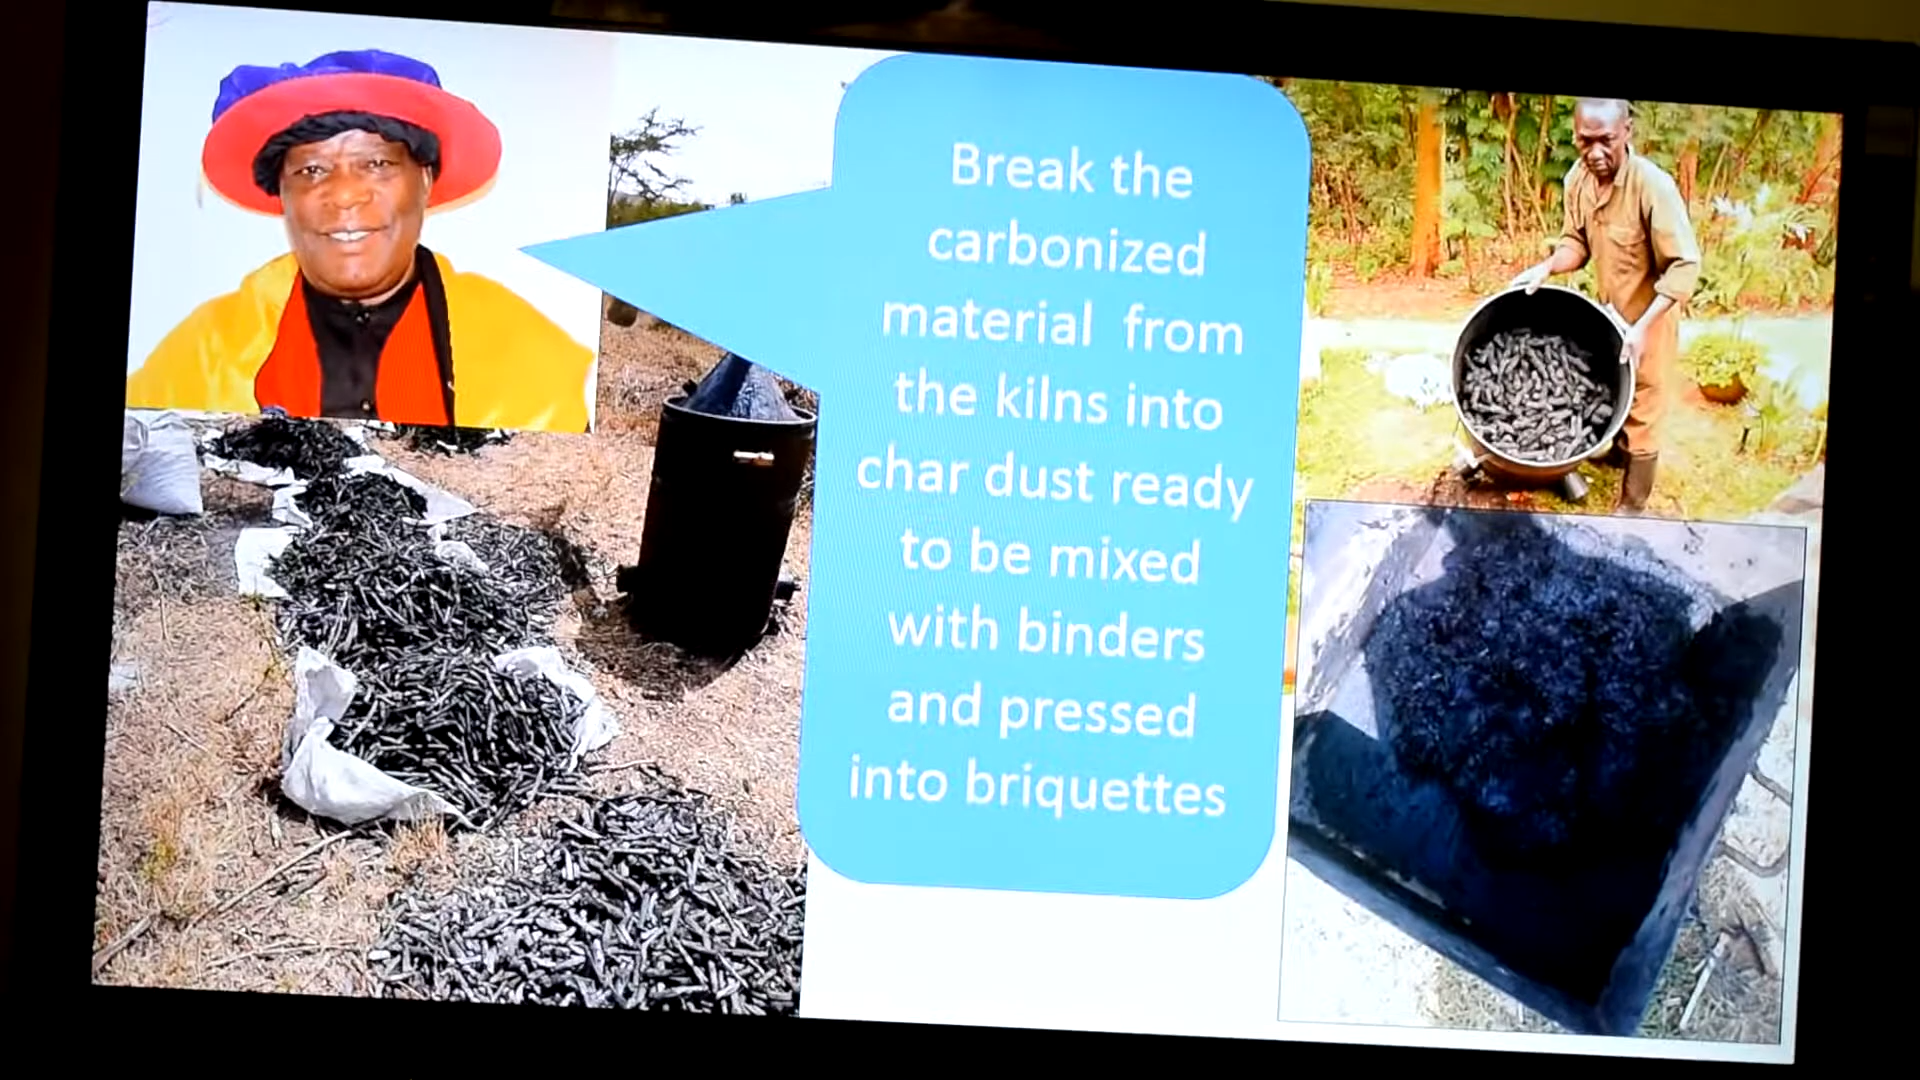 Break the
carbonized
material from
the kilns into
char dust ready
to be mixed
with binders
and pressed
into briquettes